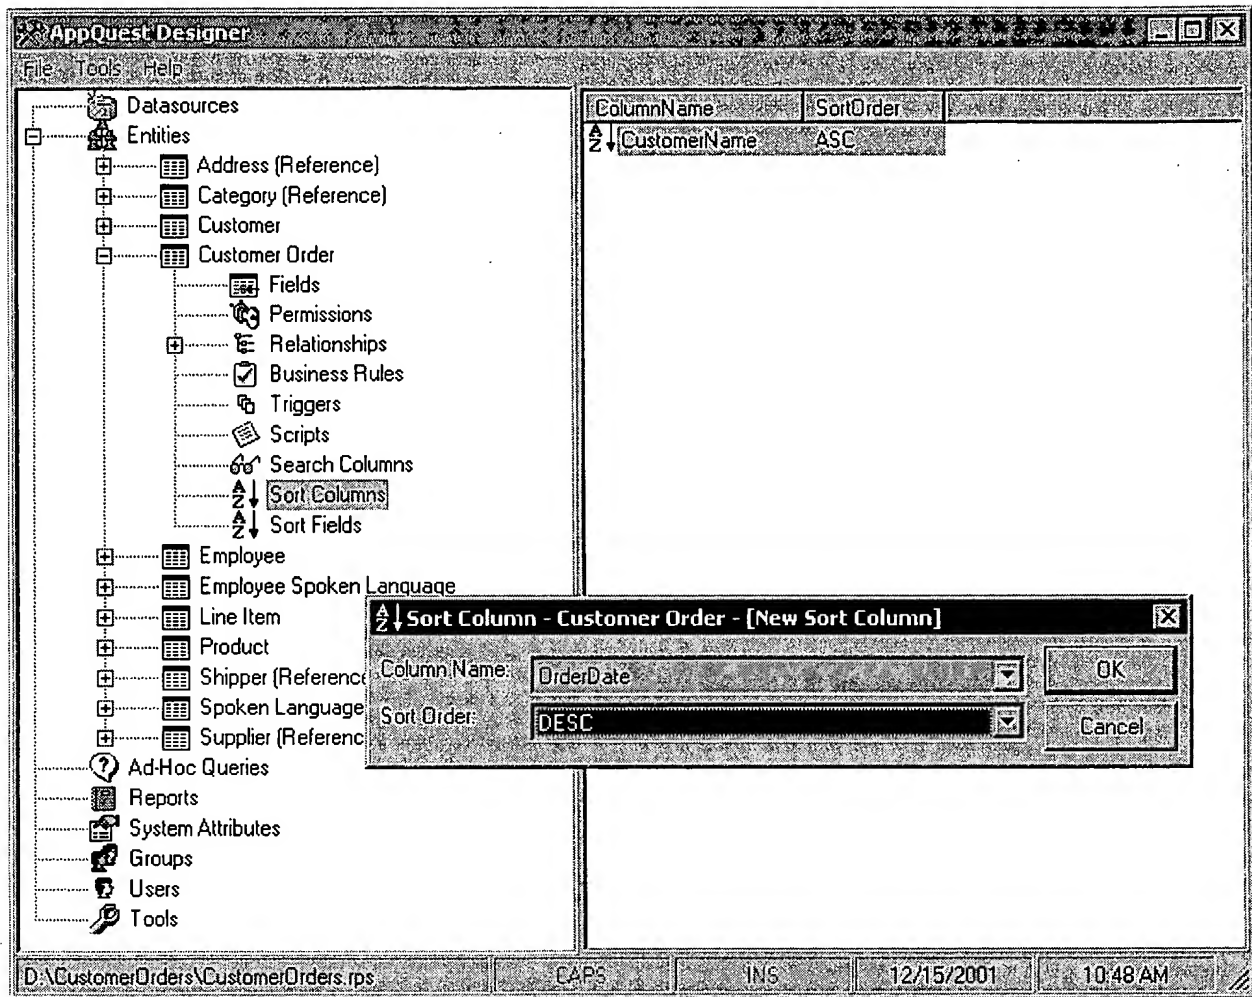 AppQuest Designer
File Tools Help
Datasources
Entities
Address (Reference)
Category (Reference)
Customer
Customer Order
Fields
Permissions
Relationships
Business Rules
Triggers
Scripts
Search Columns
Sort Columns
Sort Fields
Employee
Employee Spoken Language
Line Item
Product
Shipper (Reference
Spoken Language
Supplier (Referenc
Ad-Hoc Queries
Reports
System Attributes
Groups
Users
Tools
ColumnName SortOrder
CustomerName ASC
Sort Column - Customer Order - [New Sort Column]
Column Name: OrderDate OK
Sort Order: DESC Cancel
D:\CustomerOrders\CustomerOrders.rps CAPS INS 12/15/2001 10:48 AM